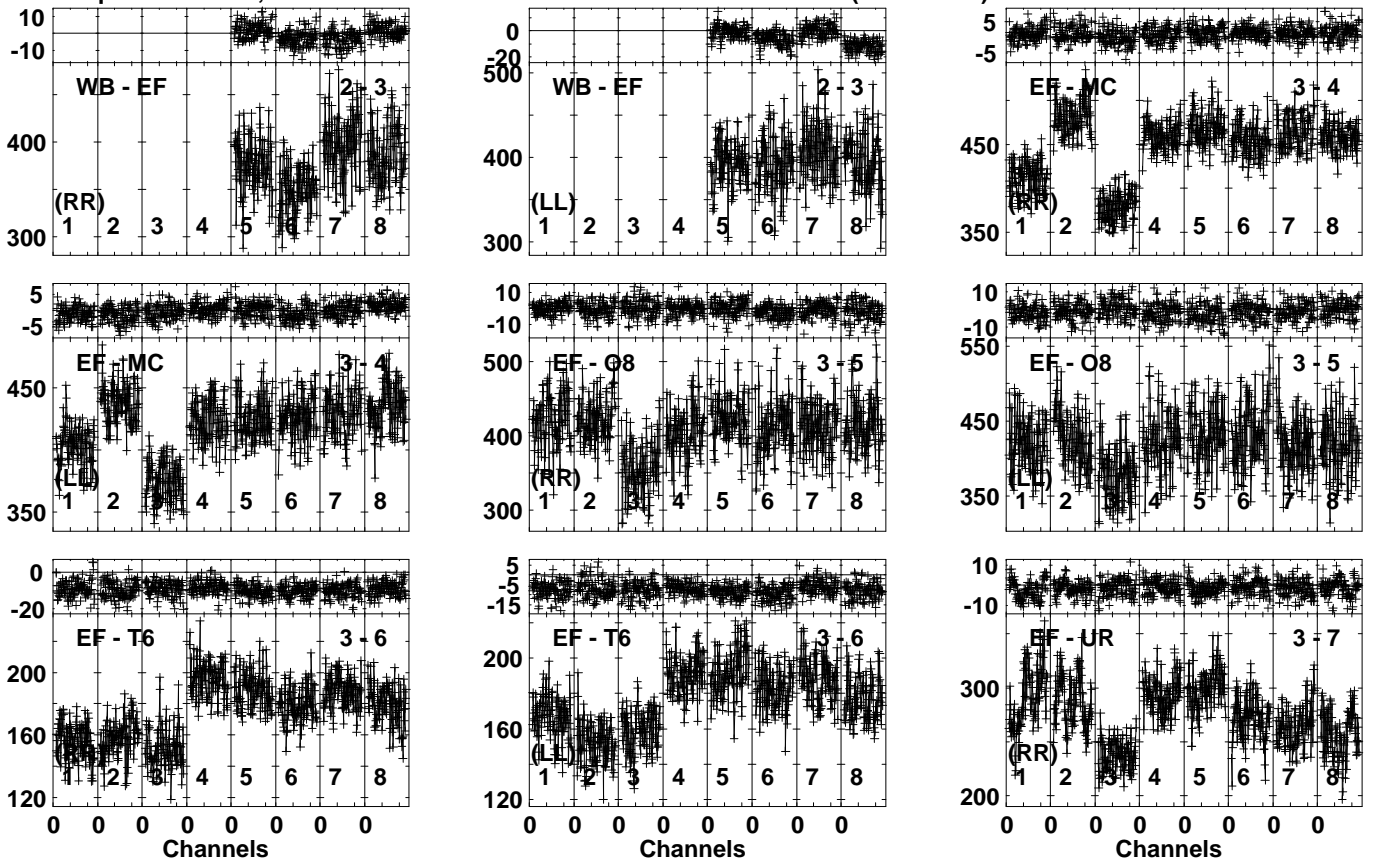 10
-10
WB - EF 2 - 3
400
300
(RR)
1 2 3 4 5 6 7 8
0
-20
500
WB - EF 2 - 3
400
300
(LL)
1 2 3 4 5 6 7 8
5
-5
EF - MC 3 - 4
450
350
(RR)
1 2 3 4 5 6 7 8
5
-5
EF - MC 3 - 4
450
350
(LL)
1 2 3 4 5 6 7 8
10
-10
500
EF - O8 3 - 5
400
300
(RR)
1 2 3 4 5 6 7 8
10
-10
550
EF - O8 3 - 5
450
350
(LL)
1 2 3 4 5 6 7 8
0
-20
EF - T6 3 - 6
200
160
120
(RR)
1 2 3 4 5 6 7 8
0 0 0 0 0 0 0 0
Channels
5
-5
-15
EF - T6 3 - 6
200
160
120
(LL)
1 2 3 4 5 6 7 8
0 0 0 0 0 0 0 0
Channels
10
-10
EF - UR 3 - 7
300
200
(RR)
1 2 3 4 5 6 7 8
0 0 0 0 0 0 0 0
Channels